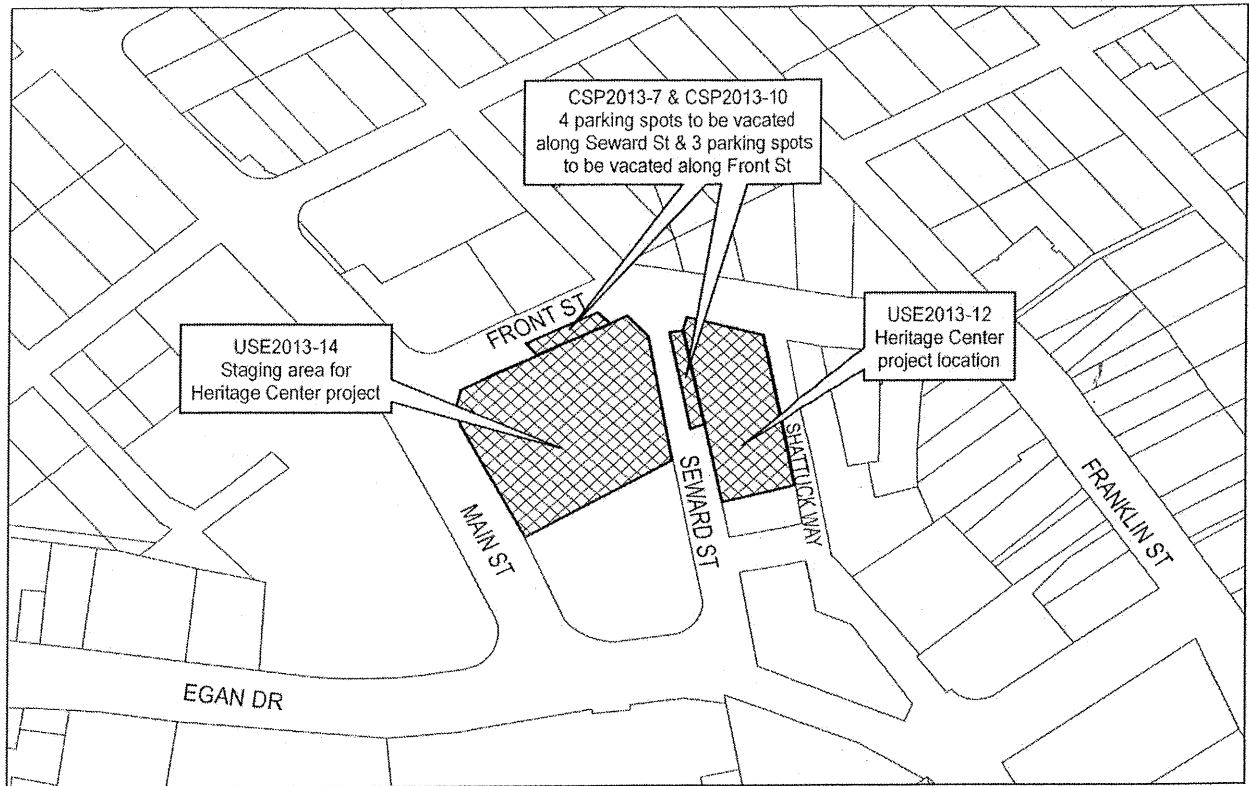 CSP2013-7 & CSP2013-10
4 parking spots to be vacated
along Seward St & 3 parking spots
to be vacated along Front St
FRONT ST
USE2013-14
Staging area for
Heritage Center project
USE2013-12
Heritage Center
project location
MAIN ST
SEWARD ST
SHATTUCK WAY
FRANKLIN ST
EGAN DR